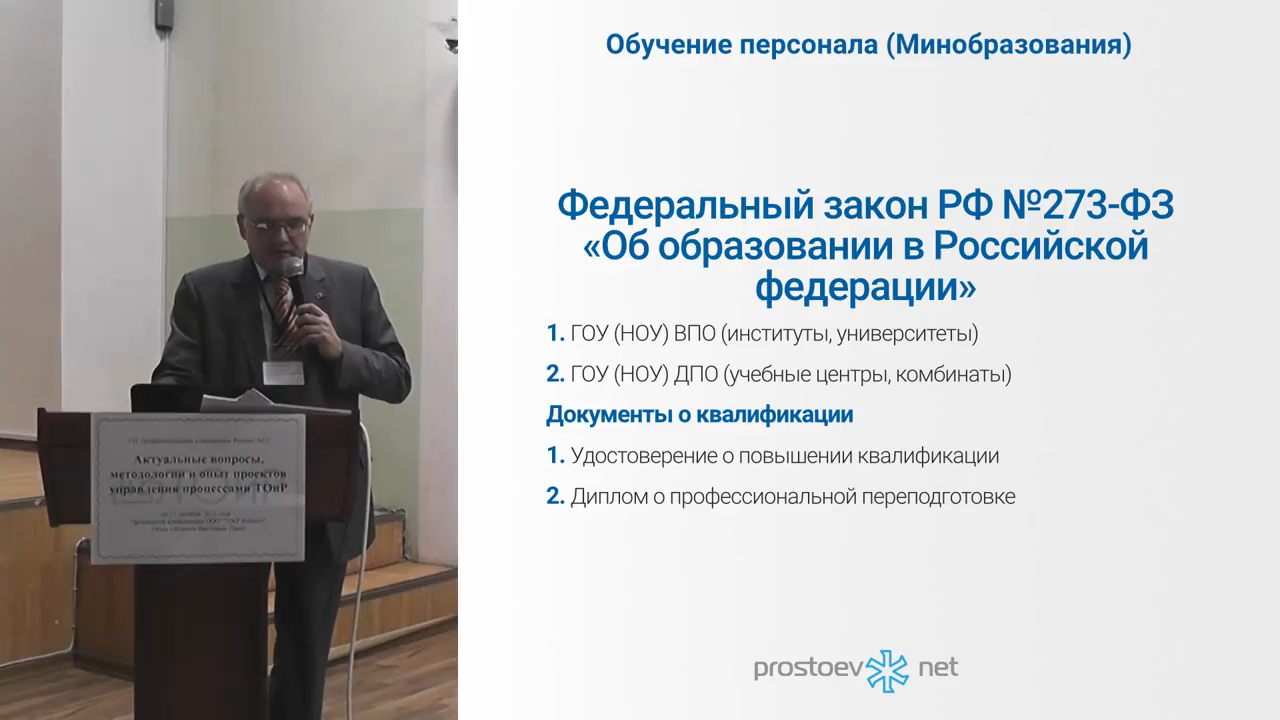 Обучение персонала (Минобразования)
Федеральный закон РФ №273-ФЗ
«Об образовании в Российской
федерации»
1. ГОУ (НОУ) ВПО (институты, университеты)
2. ГОУ (НОУ) ДПО (учебные центры, комбинаты)
Документы о квалификации
1. Удостоверение о повышении квалификации
2. Диплом о профессиональной переподготовке
prostoev net
Актуальные вопросы,
методологии и опыт проектов
управления процессами ТОиР